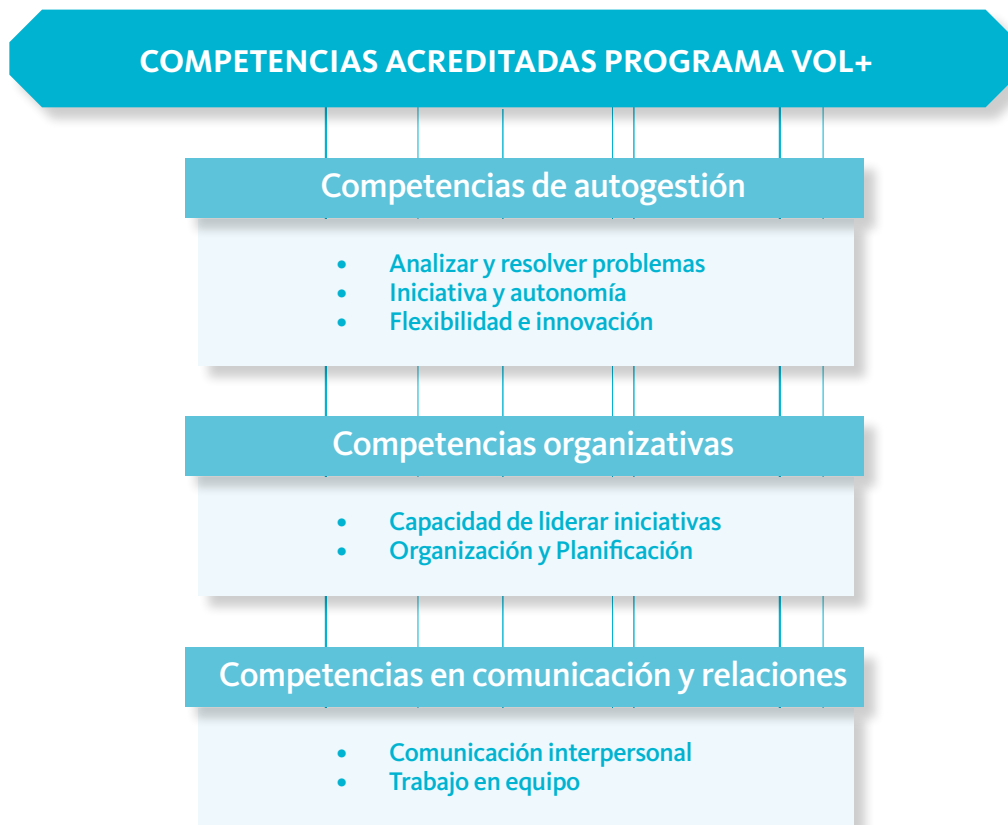 COMPETENCIAS ACREDITADAS PROGRAMA VOL+
Competencias de autogestión
• Analizar y resolver problemas
• Iniciativa y autonomía
• Flexibilidad e innovación
Competencias organizativas
• Capacidad de liderar iniciativas
• Organización y Planificación
Competencias en comunicación y relaciones
• Comunicación interpersonal
• Trabajo en equipo